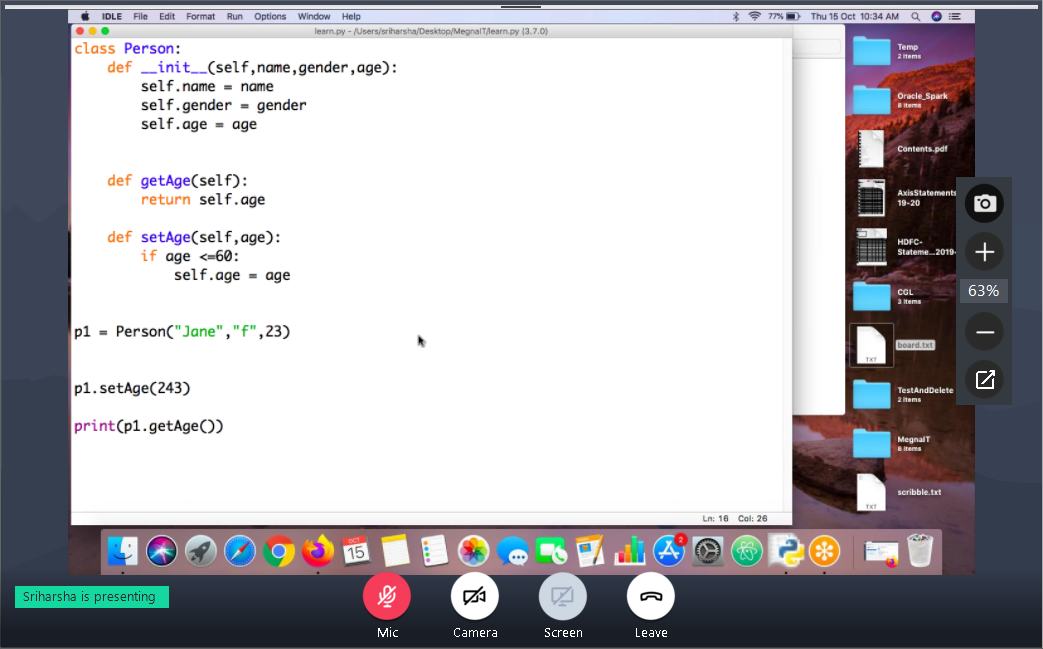 IDLE File Edit Format Run Options Window Help 77% Thu 15 Oct 10:34 AM
learn.py - /Users/sriharsha/Desktop/MegnaIT/learn.py (3.7.0)
class Person:
def __init__(self,name,gender,age):
self.name = name
self.gender = gender
self.age = age
def getAge(self):
return self.age
def setAge(self,age):
if age <=60:
self.age = age
p1 = Person("Jane","f",23)
p1.setAge(243)
print(p1.getAge())
Ln: 16 Col: 26
Temp
2 items
Oracle_Spark
8 items
Contents.pdf
AxisStatements
19-20
HDFC-
Stateme...2019-
CGL
3 items
board.txt
TXT
TestAndDelete
2 items
MegnaIT
8 items
scribble.txt
TXT
63%
OCT
15
2
Sriharsha is presenting
Mic Camera Screen Leave